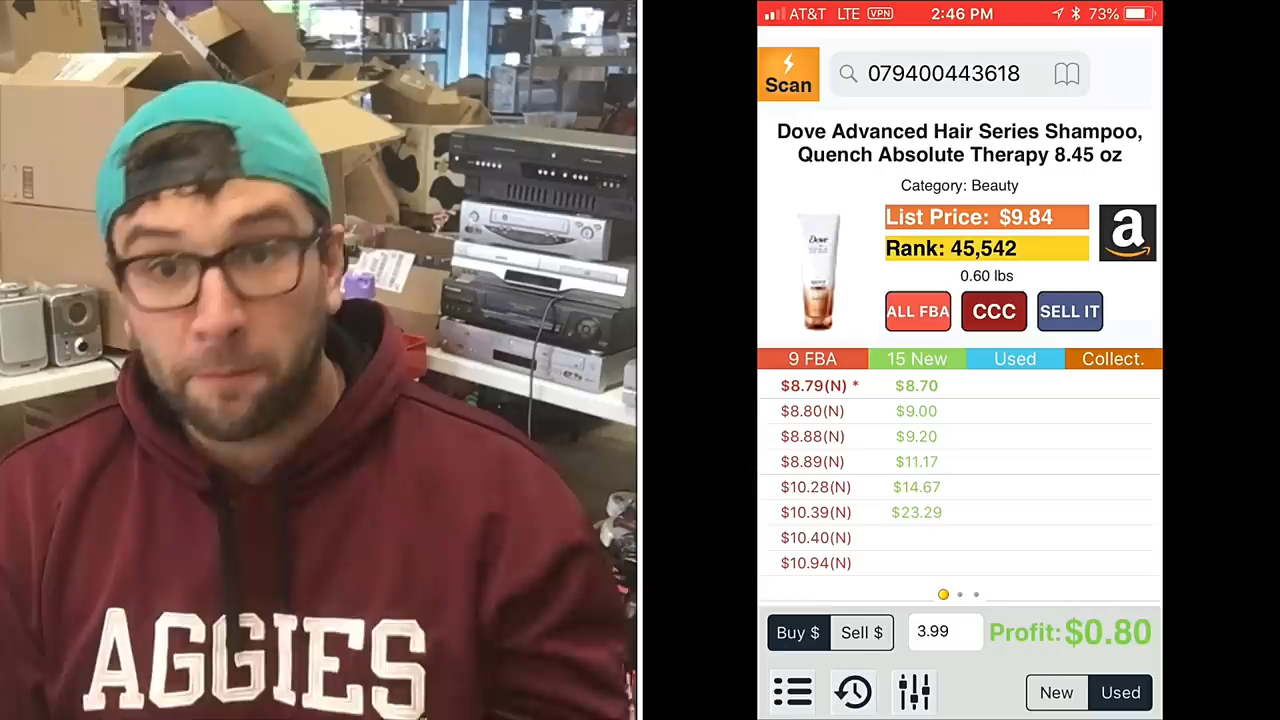 AGGIES
AT&T LTE VPN 2:46 PM 73%
Scan
079400443618
Dove Advanced Hair Series Shampoo,
Quench Absolute Therapy 8.45 oz
Category: Beauty
List Price: $9.84
Rank: 45,542
0.60 lbs
a
Dove
ALL FBA CCC SELL IT
9 FBA 15 New Used Collect.
$8.79(N) * $8.70
$8.80(N) $9.00
$8.88(N) $9.20
$8.89(N) $11.17
$10.28(N) $14.67
$10.39(N) $23.29
$10.40(N)
$10.94(N)
Buy $ Sell $ 3.99 Profit: $0.80
New Used